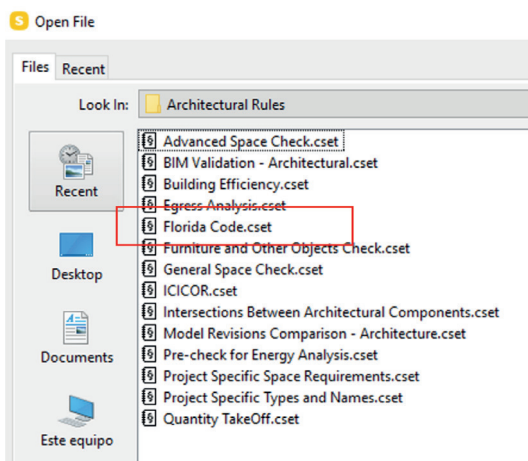 S Open File
Files Recent
Look In: Architectural Rules
Advanced Space Check.cset
BIM Validation - Architectural.cset
Building Efficiency.cset
Egress Analysis.cset
Florida Code.cset
Furniture and Other Objects Check.cset
General Space Check.cset
ICICOR.cset
Intersections Between Architectural Components.cset
Model Revisions Comparison - Architecture.cset
Pre-check for Energy Analysis.cset
Project Specific Space Requirements.cset
Project Specific Types and Names.cset
Quantity TakeOff.cset
Recent
Desktop
Documents
Este equipo